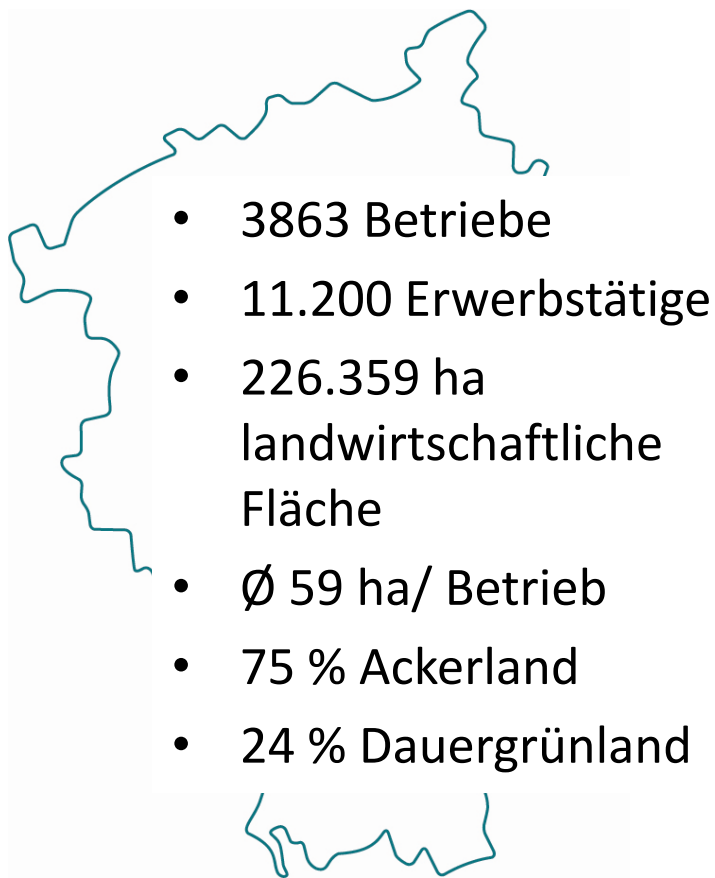 • 3863 Betriebe
• 11.200 Erwerbstätige
• 226.359 ha
landwirtschaftliche
Fläche
• Ø 59 ha/ Betrieb
• 75 % Ackerland
• 24 % Dauergrünland